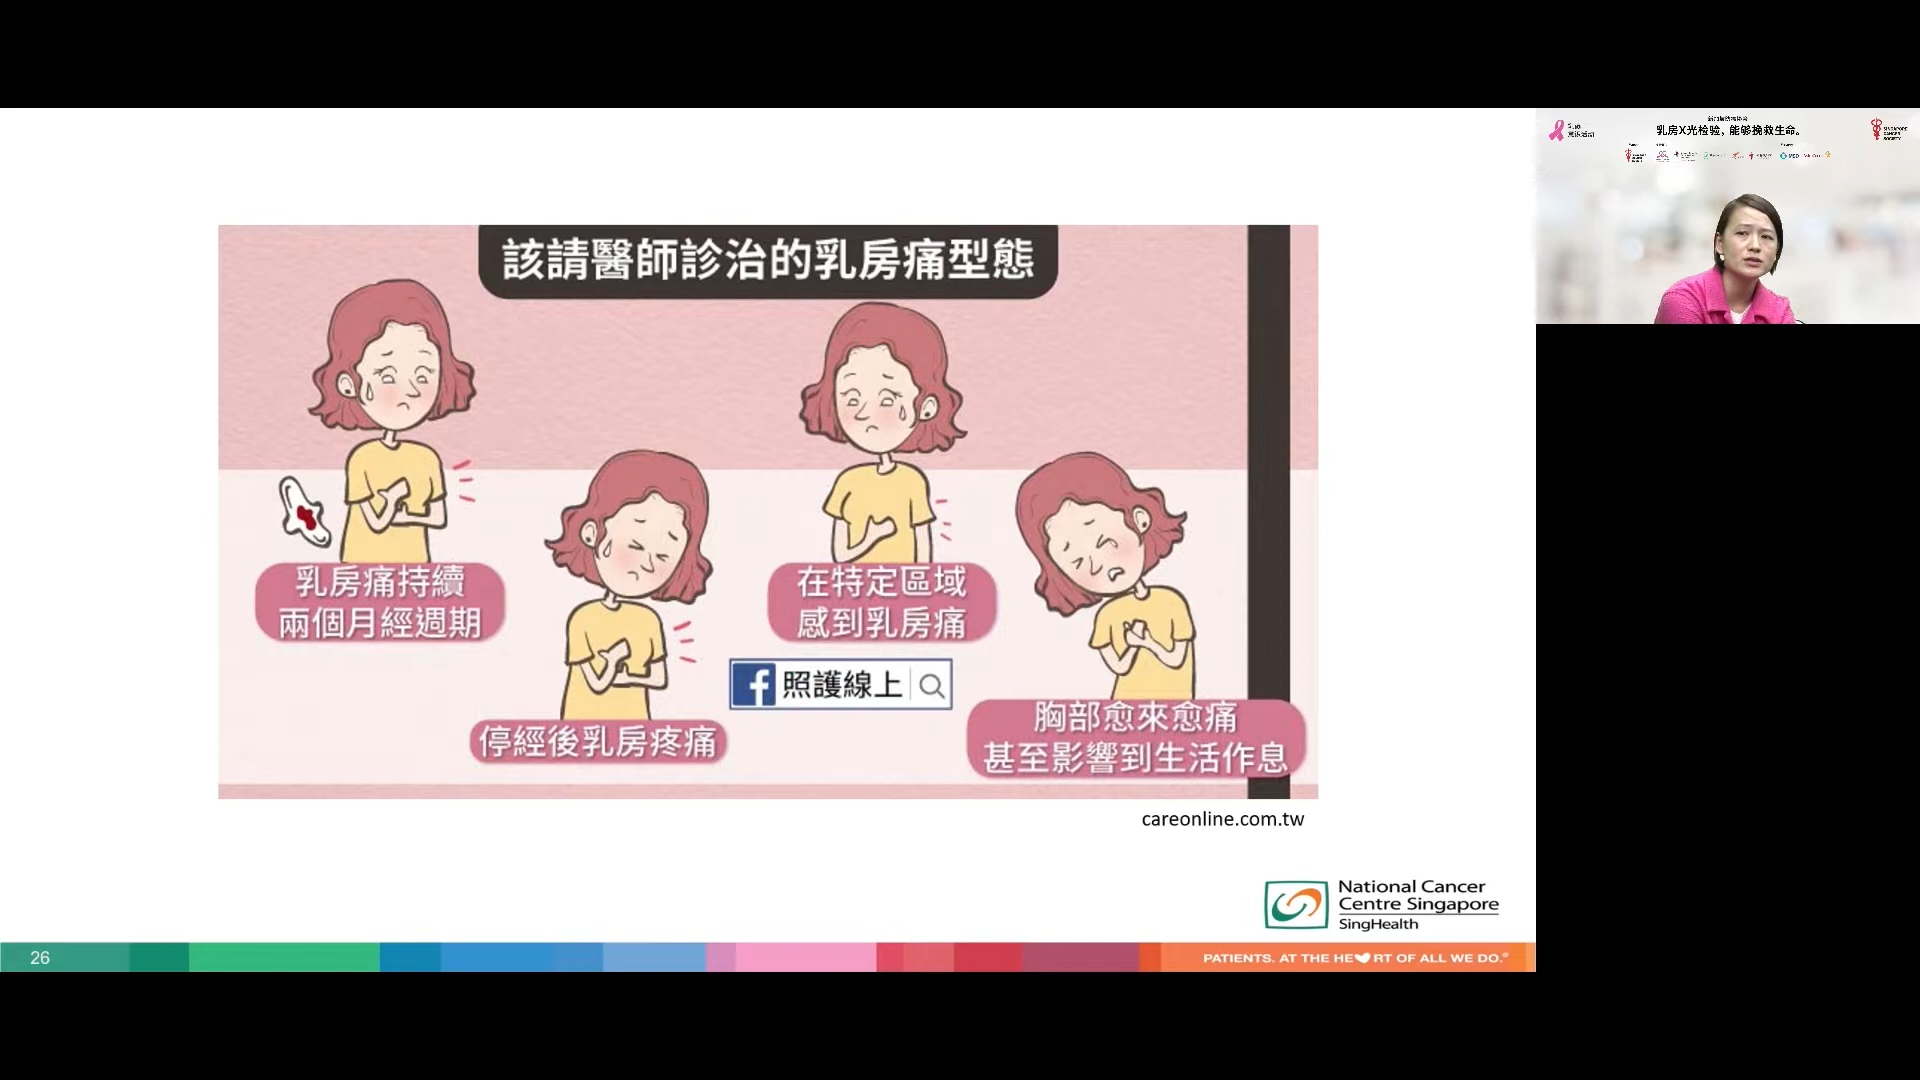 該請醫師診治的乳房痛型態
乳房痛持續
兩個月經週期
停經後乳房疼痛
在特定區域
感到乳房痛
照護線上
胸部愈來愈痛
甚至影響到生活作息
careonline.com.tw
National Cancer
Centre Singapore
SingHealth
26
PATIENTS. AT THE HE RT OF ALL WE DO.®
乳房X光检验，能够挽救生命。
SINGAPORE
CANCER
SOCIETY
MSD